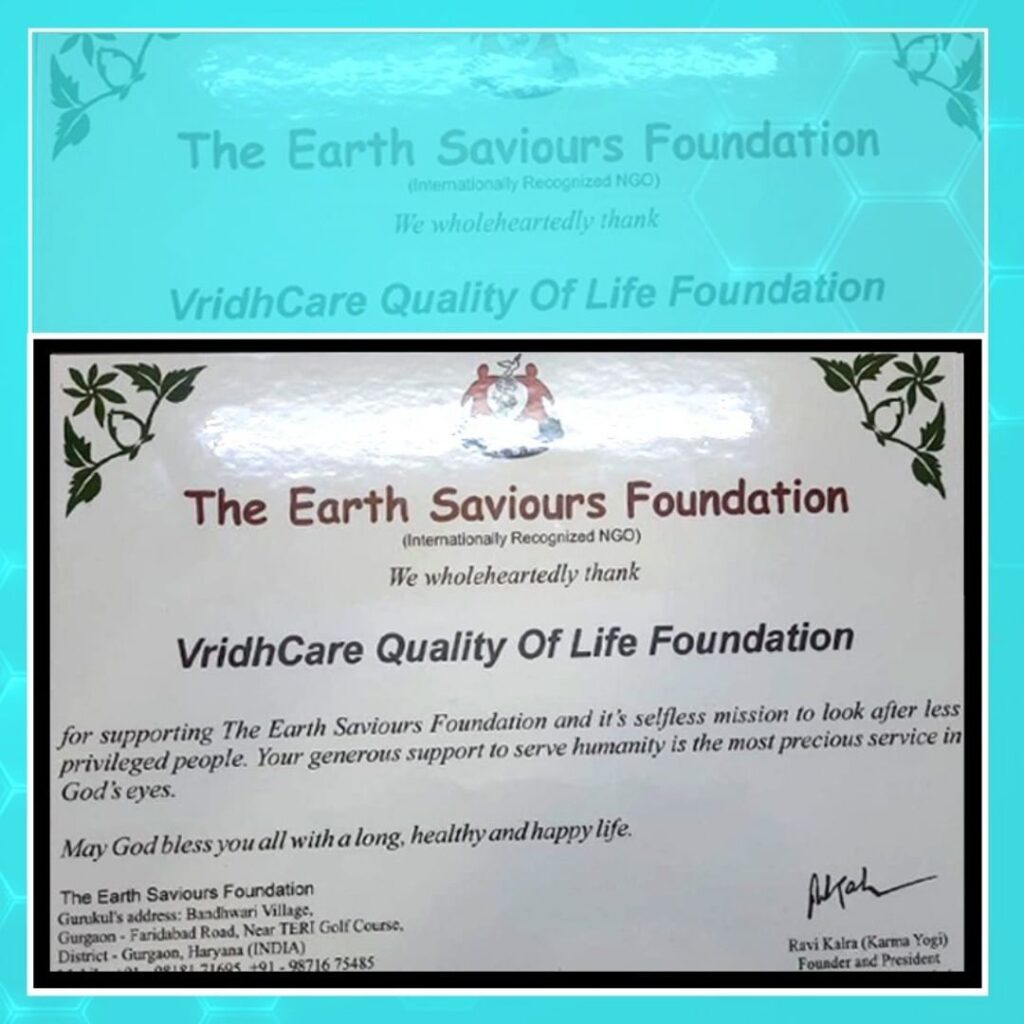 The Earth Saviours Foundation
(Internationally Recognized NGO)
We wholeheartedly thank
VridhCare Quality Of Life Foundation
The Earth Saviours Foundation
(Internationally Recognized NGO)
We wholeheartedly thank
VridhCare Quality Of Life Foundation
for supporting The Earth Saviours Foundation and it's selfless mission to look after less
privileged people. Your generous support to serve humanity is the most precious service in
God's eyes.
May God bless you all with a long, healthy and happy life.
The Earth Saviours Foundation
Gurukul's address: Bandhwari Village,
Gurgaon - Faridabad Road, Near TERI Golf Course,
District - Gurgaon, Haryana (INDIA)
98181 71695, +91 - 98716 75485
Ravi Kalra (Karma Yogi)
Founder and President